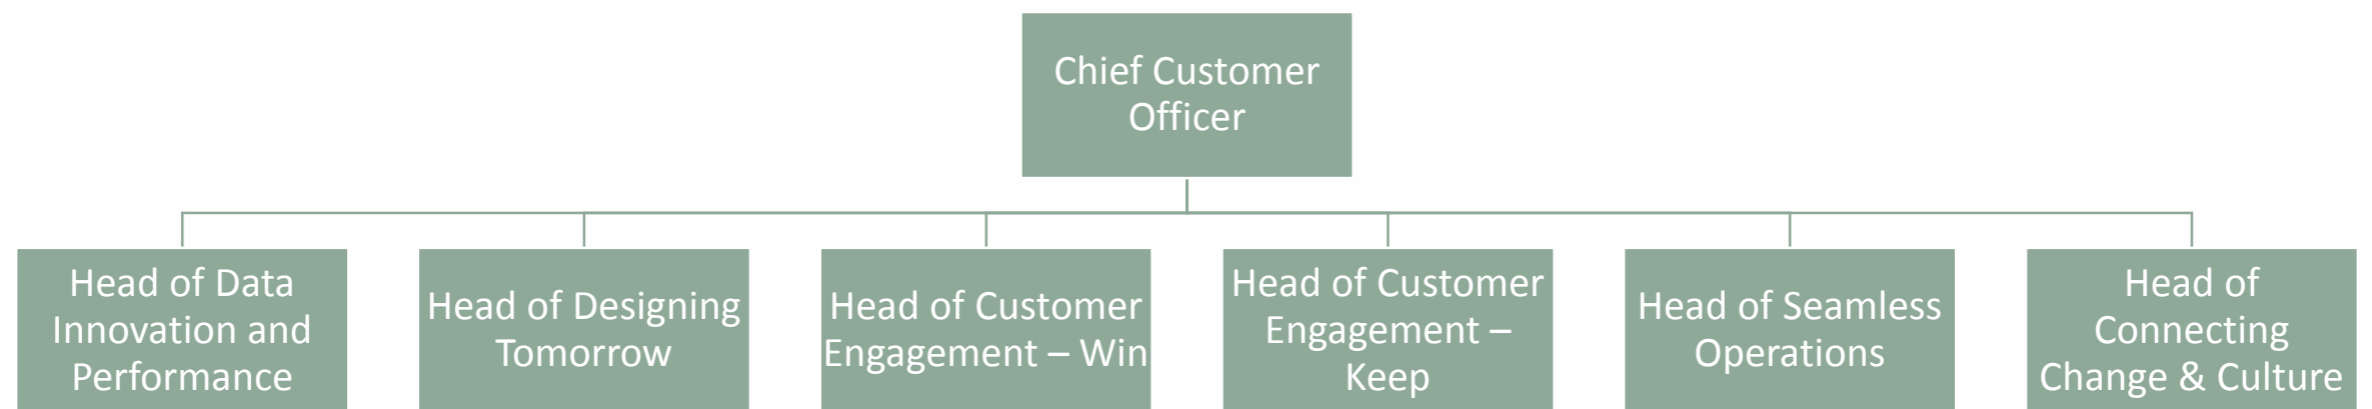 Chief Customer
Officer
Head of Data
Innovation and
Performance
Head of Designing
Tomorrow
Head of Customer
Engagement – Win
Head of Customer
Engagement –
Keep
Head of Seamless
Operations
Head of
Connecting
Change & Culture